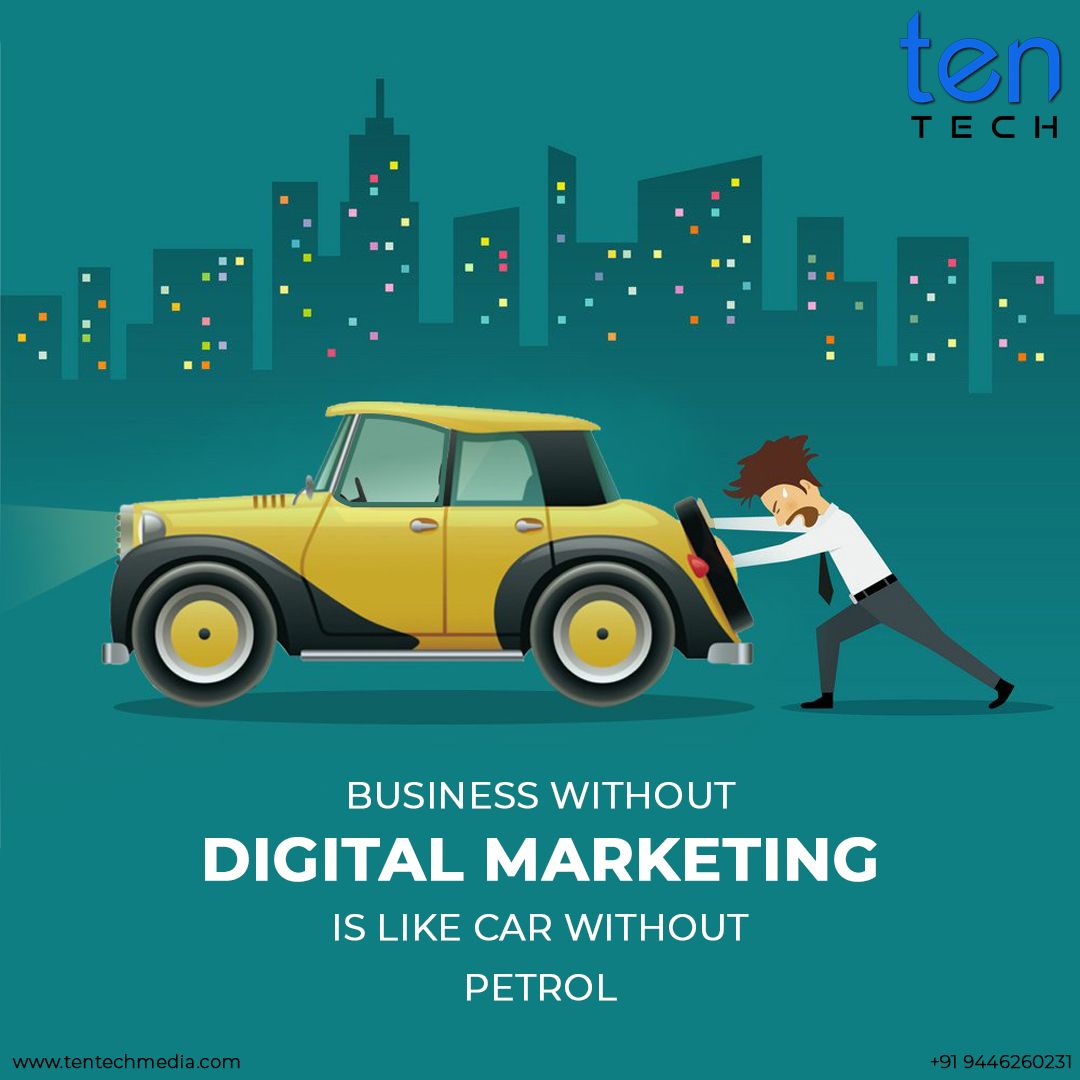 ten
TECH
BUSINESS WITHOUT
DIGITAL MARKETING
IS LIKE CAR WITHOUT
PETROL
www.tentechmedia.com
+91 9446260231